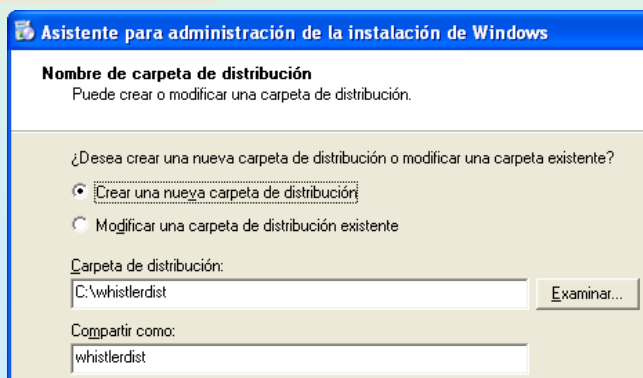 Asistente para administración de la instalación de Windows
Nombre de carpeta de distribución
Puede crear o modificar una carpeta de distribución.
¿Desea crear una nueva carpeta de distribución o modificar una carpeta existente?
Crear una nueva carpeta de distribución
Modificar una carpeta de distribución existente
Carpeta de distribución:
C:\whistlerdist
Examinar...
Compartir como:
whistlerdist